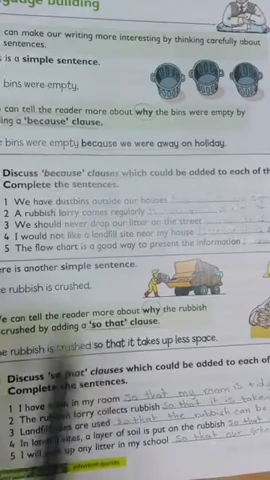 guage building
can make our writing more interesting by thinking carefully about
sentences.
is a simple sentence.
bins were empty.
can tell the reader more about why the bins were empty by
ing a 'because' clause.
bins were empty because we were away on holiday.
Discuss 'because' clauses which could be added to each of th
Complete the sentences.
1 We have dustbins outside our houses
2 A rubbish lorry comes regularly
3 We should never drop our litter on the street
4 I would not like a landfill site near my house
5 The flow chart is a good way to present the information
ere is another simple sentence.
e rubbish is crushed.
e can tell the reader more about why the rubbish
crushed by adding a 'so that' clause.
he rubbish is crushed so that it takes up less space.
Discuss 'so that' clauses which could be added to each of
Complete the sentences.
1 I have a bin in my room so that my room is tid
2 The rubbish lorry collects rubbish so that it is taken
3 Landfill sites are used so that the rubbish can be
4 In landfill sites, a layer of soil is put on the rubbish so that
5 I will pick up any litter in my school so that our